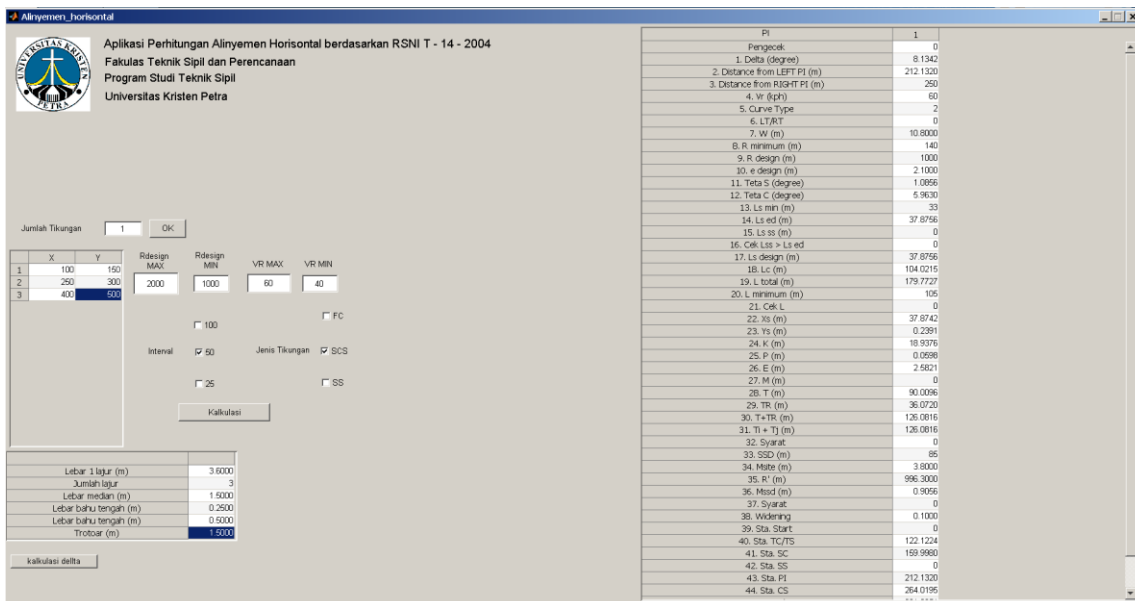 Alinyemen_horisontal
UNIVERSITAS KRISTEN
PETRA
Aplikasi Perhitungan Alinyemen Horisontal berdasarkan RSNI T - 14 - 2004
Fakulas Teknik Sipil dan Perencanaan
Program Studi Teknik Sipil
Universitas Kristen Petra
Jumlah Tikungan 1 OK
X Y
1 100 150
2 250 300
3 400 500
Rdesign MAX Rdesign MIN VR MAX VR MIN
2000 1000 60 40
FC
100
Interval 50 Jenis Tikungan SCS
25 SS
Kalkulasi
Lebar 1 lajur (m) 3.6000
Jumlah lajur 3
Lebar median (m) 1.5000
Lebar bahu tengah (m) 0.2500
Lebar bahu tengah (m) 0.5000
Trotoar (m) 1.5000
kalkulasi dellta
PI 1
Pengecek 0
1. Delta (degree) 8.1342
2. Distance from LEFT PI (m) 212.1320
3. Distance from RIGHT PI (m) 250
4. Vr (kph) 60
5. Curve Type 2
6. LT/RT 0
7. W (m) 10.8000
8. R minimum (m) 140
9. R design (m) 1000
10. e design (m) 2.1000
11. Teta S (degree) 1.0856
12. Teta C (degree) 5.9630
13. Ls min (m) 33
14. Ls ed (m) 37.8756
15. Ls ss (m) 0
16. Cek Lss > Ls ed 0
17. Ls design (m) 37.8756
18. Lc (m) 104.0215
19. L total (m) 179.7727
20. L minimum (m) 105
21. Cek L 0
22. Xs (m) 37.8742
23. Ys (m) 0.2391
24. K (m) 18.9376
25. P (m) 0.0598
26. E (m) 2.5821
27. M (m) 0
28. T (m) 90.0096
29. TR (m) 36.0720
30. T+TR (m) 126.0816
31. Ti + Tj (m) 126.0816
32. Syarat 0
33. SSD (m) 85
34. Msite (m) 3.8000
35. R' (m) 996.3000
36. Mssd (m) 0.9056
37. Syarat 0
38. Widening 0.1000
39. Sta. Start 0
40. Sta. TC/TS 122.1224
41. Sta. SC 159.9980
42. Sta. SS 0
43. Sta. PI 212.1320
44. Sta. CS 264.0195